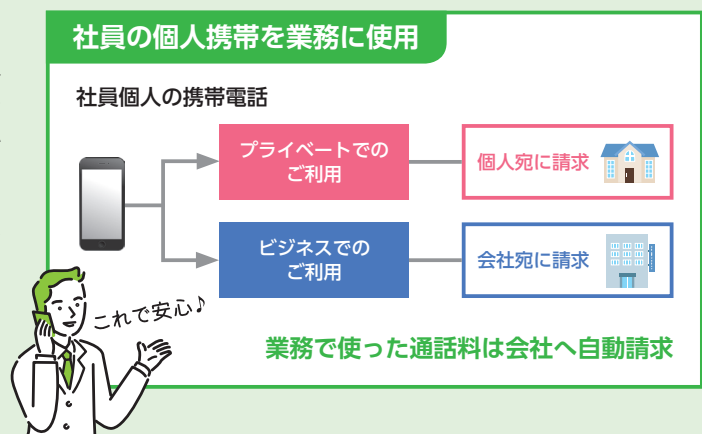 社員の個人携帯を業務に使用
社員個人の携帯電話
プライベートでの
ご利用
個人宛に請求
ビジネスでの
ご利用
会社宛に請求
これで安心♪
業務で使った通話料は会社へ自動請求